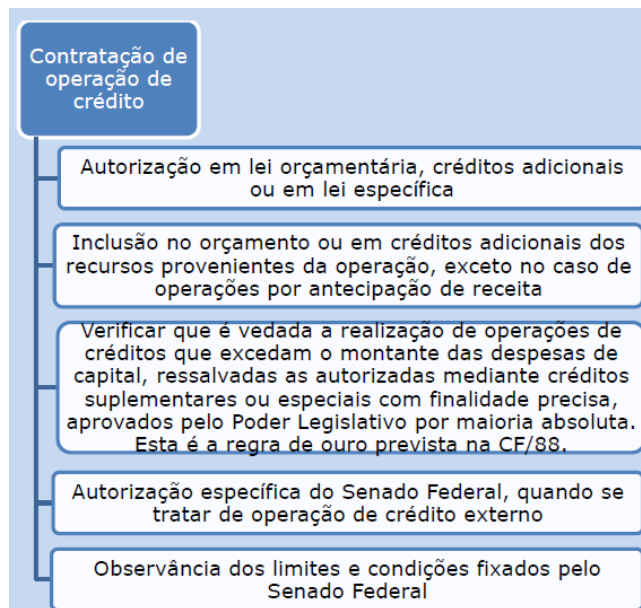 Contratação de
operação de
crédito
Autorização em lei orçamentária, créditos adicionais
ou em lei específica
Inclusão no orçamento ou em créditos adicionais dos
recursos provenientes da operação, exceto no caso de
operações por antecipação de receita
Verificar que é vedada a realização de operações de
créditos que excedam o montante das despesas de
capital, ressalvadas as autorizadas mediante créditos
suplementares ou especiais com finalidade precisa,
aprovados pelo Poder Legislativo por maioria absoluta.
Esta é a regra de ouro prevista na CF/88.
Autorização específica do Senado Federal, quando se
tratar de operação de crédito externo
Observância dos limites e condições fixados pelo
Senado Federal